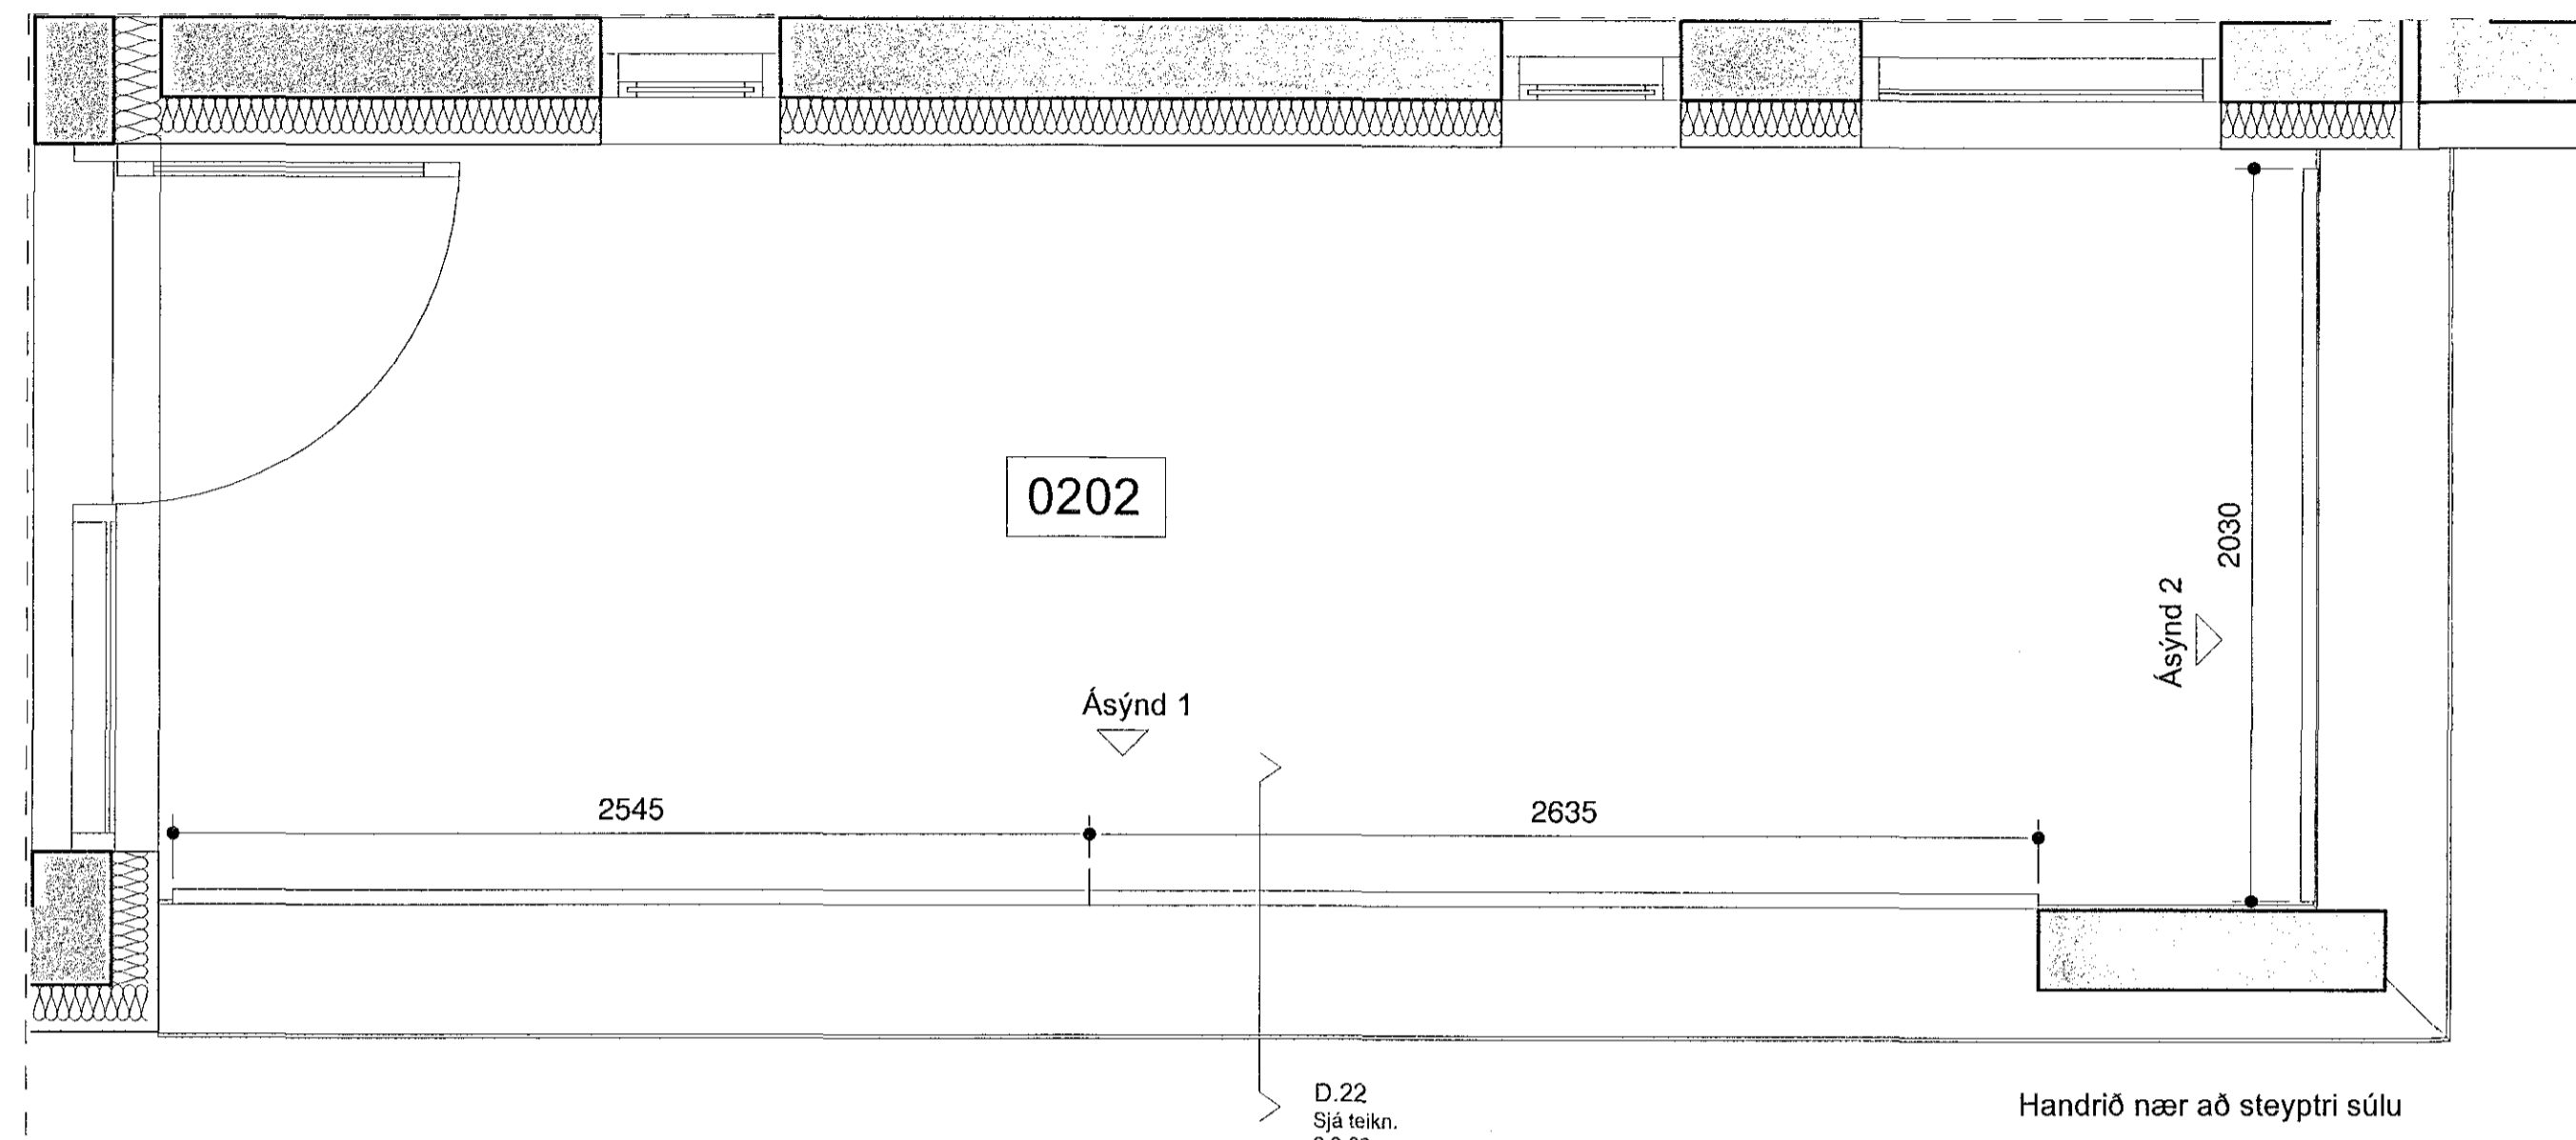 0202
2030
Ásýnd 2
Ásýnd 1
2545
2635
D.22
Sjá teikn.
Handrið nær að steyptri súlu